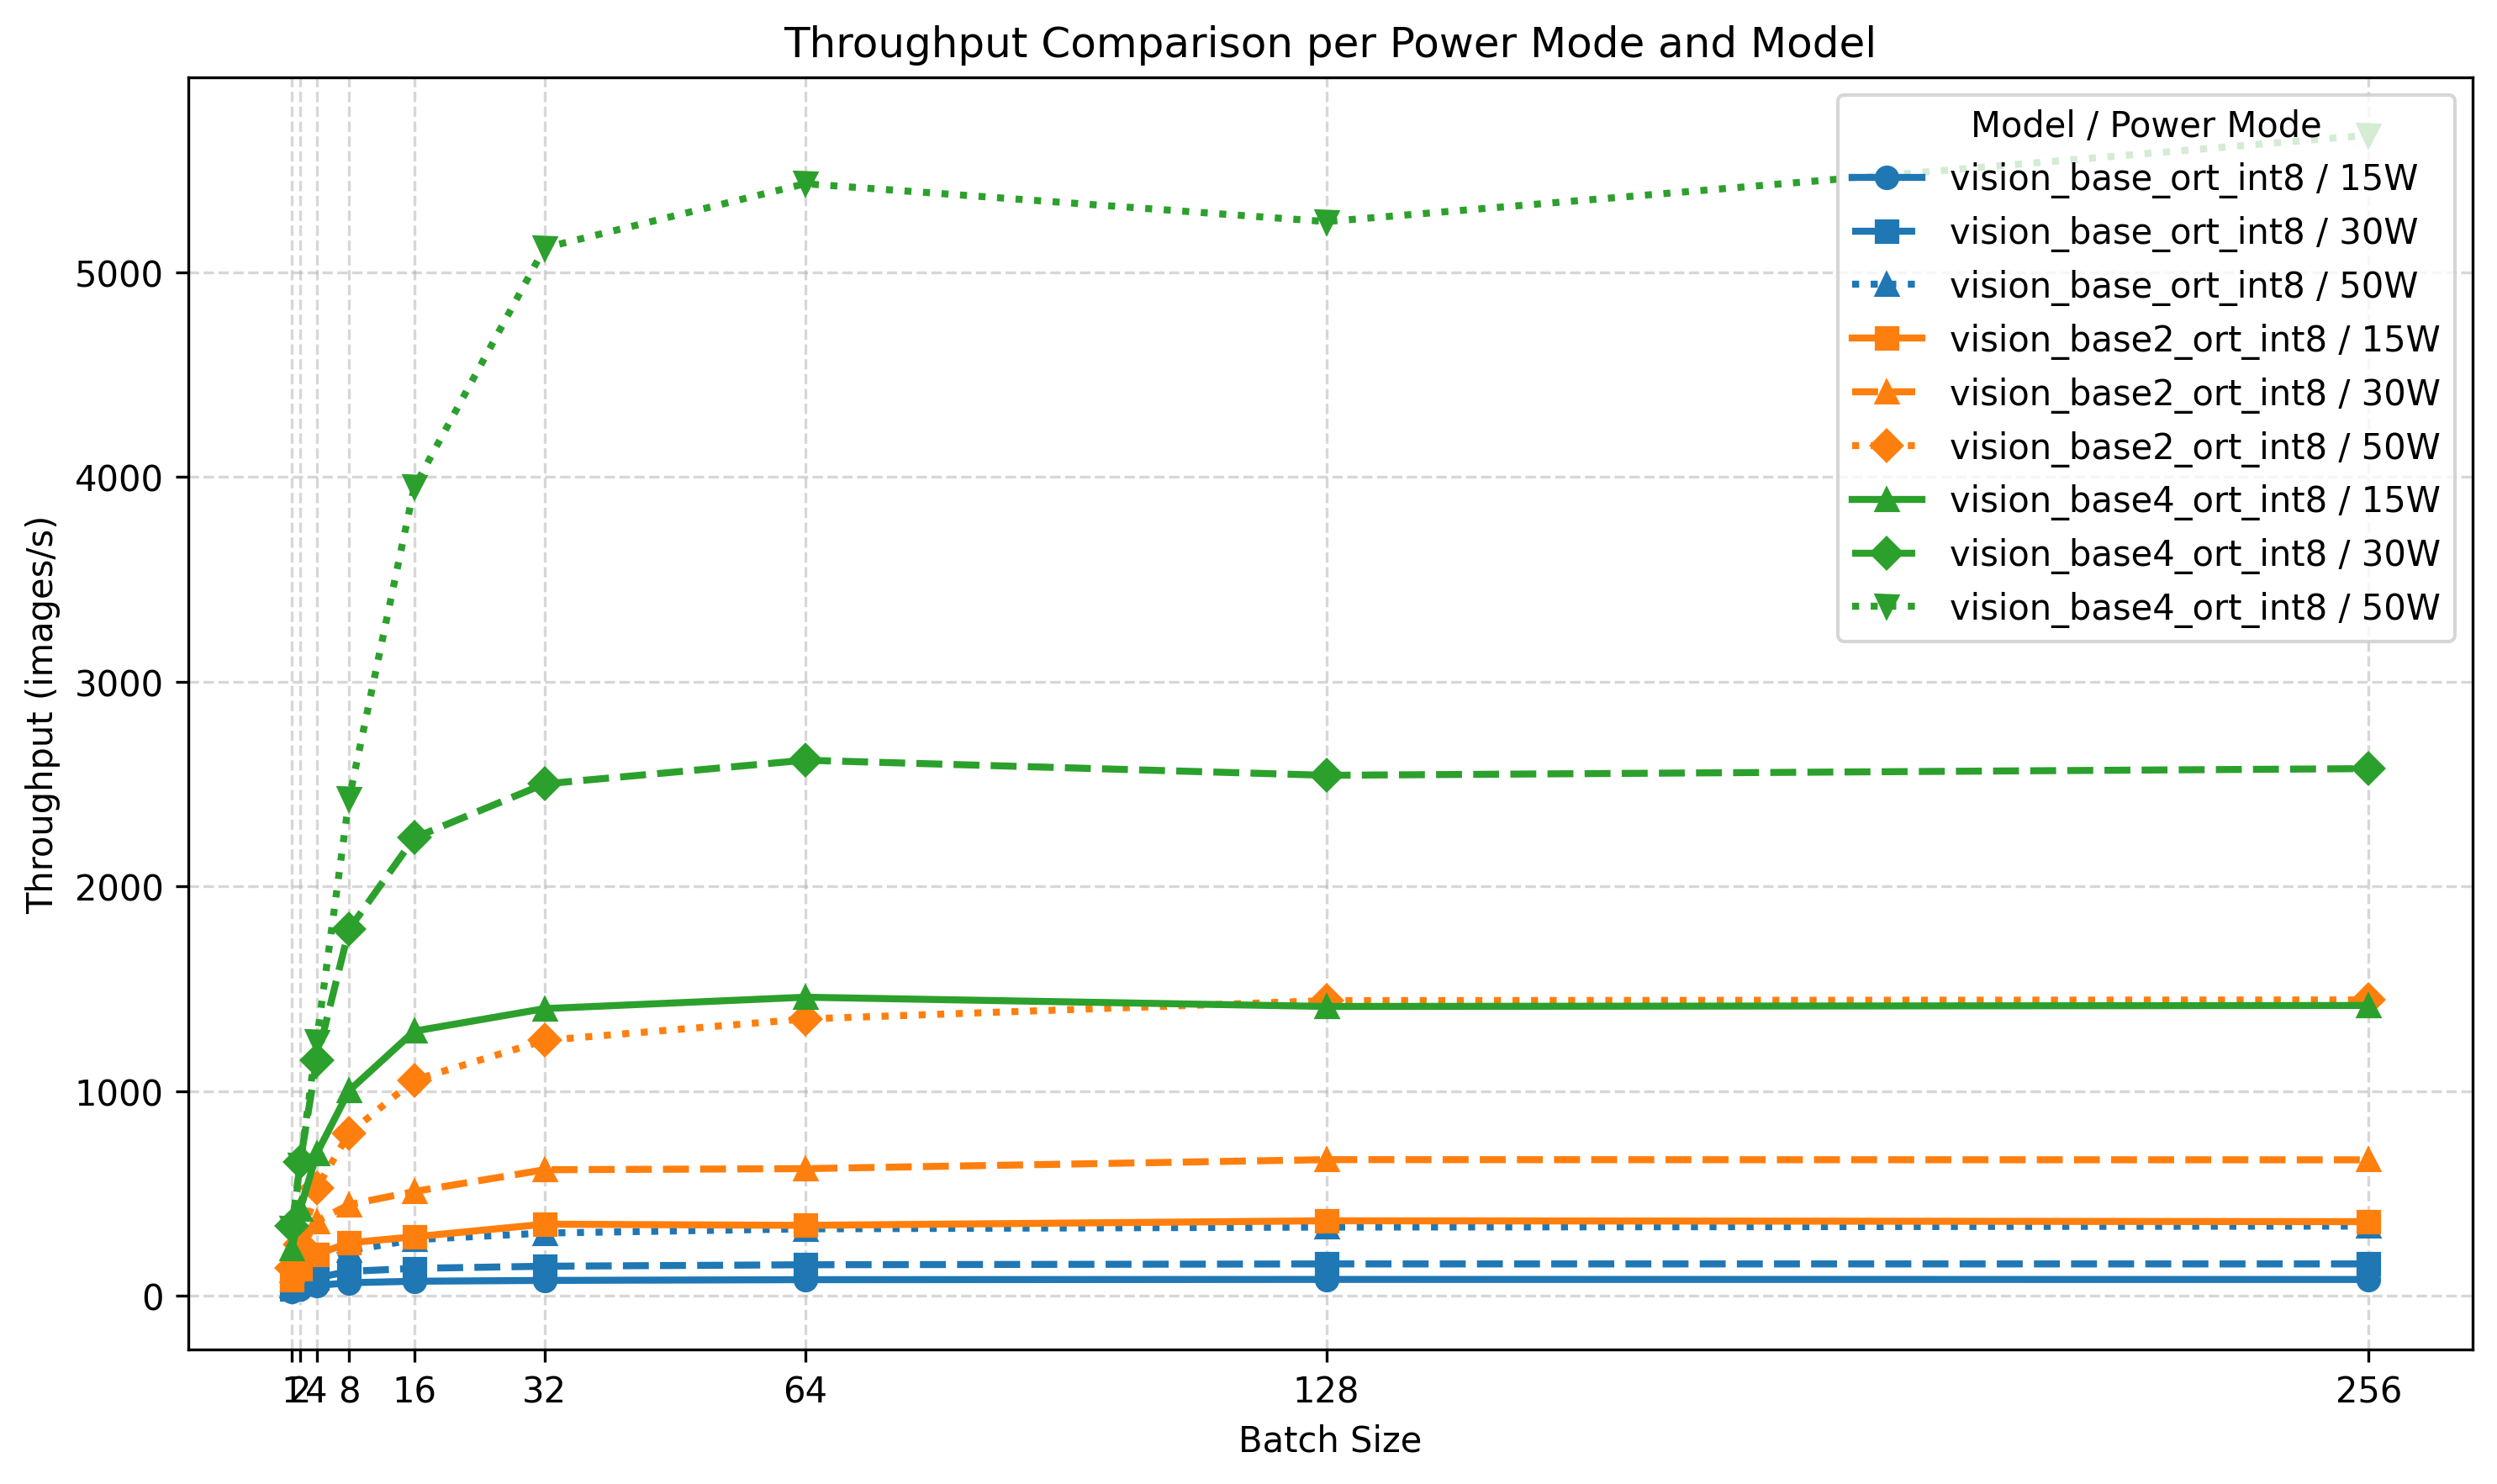 Throughput Comparison per Power Mode and Model
Model / Power Mode
vision_base_ort_int8 / 15W
vision_base_ort_int8 / 30W
vision_base_ort_int8 / 50W
vision_base2_ort_int8 / 15W
vision_base2_ort_int8 / 30W
vision_base2_ort_int8 / 50W
vision_base4_ort_int8 / 15W
vision_base4_ort_int8 / 30W
vision_base4_ort_int8 / 50W
Throughput (images/s)
5000
4000
3000
2000
1000
0
1 2 4 8 16 32 64 128 256
Batch Size